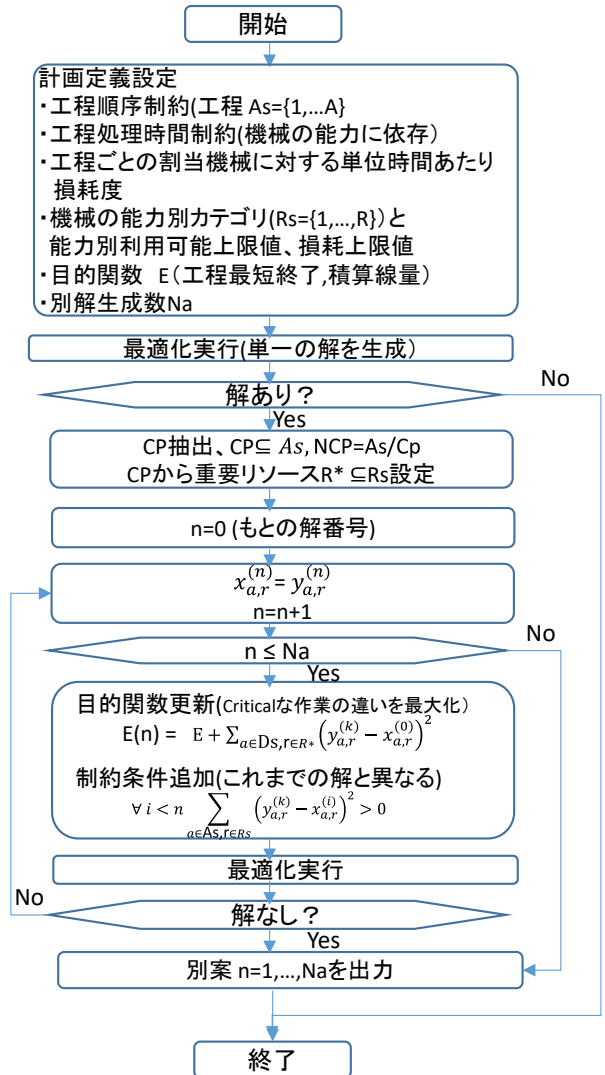 開始
計画定義設定
・工程順序制約(工程 As={1,…A}
・工程処理時間制約(機械の能力に依存)
・工程ごとの割当機械に対する単位時間あたり
損耗度
・機械の能力別カテゴリ(Rs={1,…,R})と
能力別利用可能上限値、損耗上限値
・目的関数 E(工程最短終了,積算線量)
・別解生成数Na
最適化実行(単一の解を生成)
解あり?
No
Yes
CP抽出、CP⊆ As, NCP=As/Cp
CPから重要リソースR* ⊆Rs設定
n=0 (もとの解番号)
x_{a,r}^{(n)} = y_{a,r}^{(n)}
n=n+1
n ≤ Na
No
Yes
目的関数更新(Criticalな作業の違いを最大化)
E(n) = E + ∑_{a∈Ds,r∈R*} (y_{a,r}^{(k)} − x_{a,r}^{(0)})^2
制約条件追加(これまでの解と異なる)
∀ i < n ∑_{a∈As,r∈Rs} (y_{a,r}^{(k)} − x_{a,r}^{(i)})^2 > 0
最適化実行
No
解なし?
Yes
別案 n=1,…,Naを出力
終了